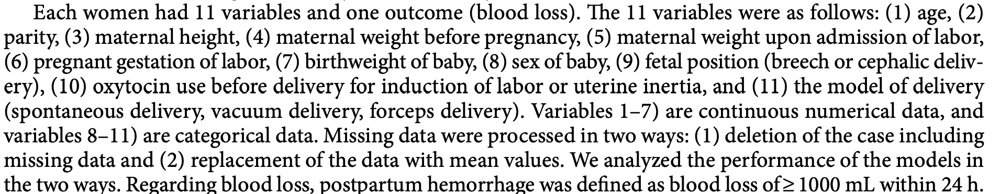 Each women had 11 variables and one outcome (blood loss). The 11 variables were as follows: (1) age, (2)
parity, (3) maternal height, (4) maternal weight before pregnancy, (5) maternal weight upon admission of labor,
(6) pregnant gestation of labor, (7) birthweight of baby, (8) sex of baby, (9) fetal position (breech or cephalic deliv-
ery), (10) oxytocin use before delivery for induction of labor or uterine inertia, and (11) the model of delivery
(spontaneous delivery, vacuum delivery, forceps delivery). Variables 1–7) are continuous numerical data, and
variables 8–11) are categorical data. Missing data were processed in two ways: (1) deletion of the case including
missing data and (2) replacement of the data with mean values. We analyzed the performance of the models in
the two ways. Regarding blood loss, postpartum hemorrhage was defined as blood loss of ≥ 1000 mL within 24 h.